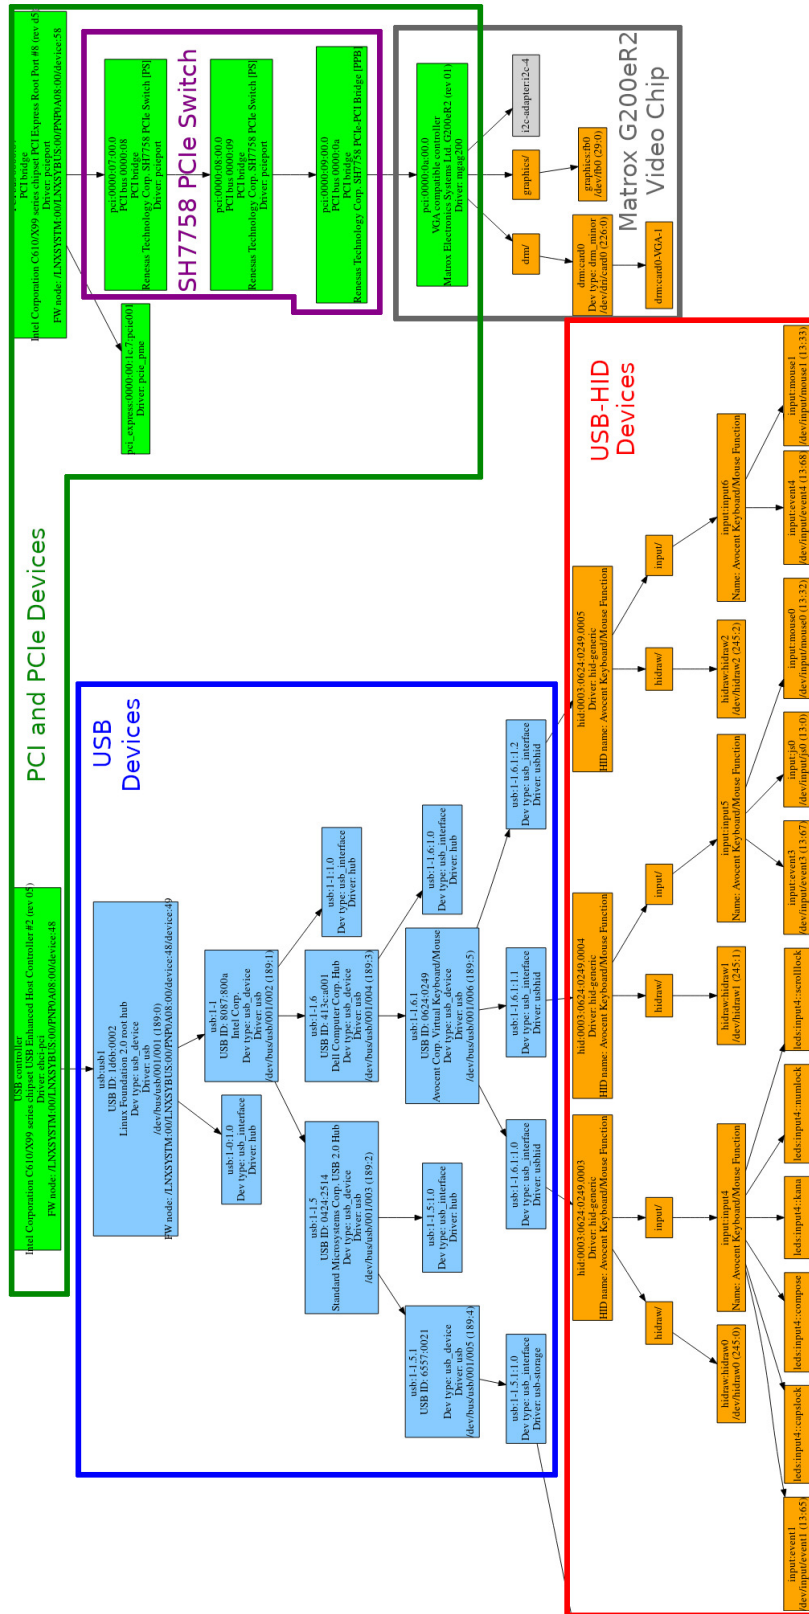 PCI and PCIe Devices
PCI bridge
Intel Corporation C610/X99 series chipset PCI Express Root Port #8 (rev d5)
Driver: pcieport
FW node: /LNXSYSTM:00/LNXSYBUS:00/PNP0A08:00/device:58
pci_express:0000:00:1c.7:pcie001
Driver: pcie_pme
SH7758 PCIe Switch
pci:0000:07:00.0
PCI bus 0000:08
PCI bridge
Renesas Technology Corp. SH7758 PCIe Switch [PS]
Driver: pcieport
pci:0000:08:00.0
PCI bus 0000:09
PCI bridge
Renesas Technology Corp. SH7758 PCIe Switch [PS]
Driver: pcieport
pci:0000:09:00.0
PCI bus 0000:0a
PCI bridge
Renesas Technology Corp. SH7758 PCIe-PCI Bridge [PPB]
Matrox G200eR2
Video Chip
pci:0000:0a:00.0
VGA compatible controller
Matrox Electronics Systems Ltd. G200eR2 (rev 01)
Driver: mgag200
i2c-adapter:i2c-4
graphics/
drm/
graphics:fb0
/dev/fb0 (29:0)
drm:card0
Dev type: drm_minor
/dev/dri/card0 (226:0)
drm:card0-VGA-1
USB controller
Intel Corporation C610/X99 series chipset USB Enhanced Host Controller #2 (rev 05)
Driver: ehci-pci
FW node: /LNXSYSTM:00/LNXSYBUS:00/PNP0A08:00/device:48
USB
Devices
usb:usb1
USB ID: 1d6b:0002
Linux Foundation 2.0 root hub
Dev type: usb_device
Driver: usb
/dev/bus/usb/001/001 (189:0)
FW node: /LNXSYSTM:00/LNXSYBUS:00/PNP0A08:00/device:48/device:49
usb:1-1
USB ID: 8087:800a
Intel Corp.
Dev type: usb_device
Driver: usb
/dev/bus/usb/001/002 (189:1)
usb:1-0:1.0
Dev type: usb_interface
Driver: hub
usb:1-1:1.0
Dev type: usb_interface
Driver: hub
usb:1-1.6
USB ID: 413c:a001
Dell Computer Corp. Hub
Dev type: usb_device
Driver: usb
/dev/bus/usb/001/004 (189:3)
usb:1-1.5
USB ID: 0424:2514
Standard Microsystems Corp. USB 2.0 Hub
Dev type: usb_device
Driver: usb
/dev/bus/usb/001/003 (189:2)
usb:1-1.6:1.0
Dev type: usb_interface
Driver: hub
usb:1-1.6.1
USB ID: 0624:0249
Avocent Corp. Virtual Keyboard/Mouse
Dev type: usb_device
Driver: usb
/dev/bus/usb/001/006 (189:5)
usb:1-1.5:1.0
Dev type: usb_interface
Driver: hub
usb:1-1.5.1
USB ID: 6557:0021
Dev type: usb_device
Driver: usb
/dev/bus/usb/001/005 (189:4)
usb:1-1.6.1:1.2
Dev type: usb_interface
Driver: usbhid
usb:1-1.6.1:1.1
Dev type: usb_interface
Driver: usbhid
usb:1-1.6.1:1.0
Dev type: usb_interface
Driver: usbhid
usb:1-1.5.1:1.0
Dev type: usb_interface
Driver: usb-storage
USB-HID
Devices
hid:0003:0624:0249.0005
Driver: hid-generic
HID name: Avocent Keyboard/Mouse Function
hid:0003:0624:0249.0004
Driver: hid-generic
HID name: Avocent Keyboard/Mouse Function
hid:0003:0624:0249.0003
Driver: hid-generic
HID name: Avocent Keyboard/Mouse Function
input/
hidraw/
input/
hidraw/
input/
hidraw/
input:input6
Name: Avocent Keyboard/Mouse Function
hidraw:hidraw2
/dev/hidraw2 (245:2)
input:input5
Name: Avocent Keyboard/Mouse Function
hidraw:hidraw1
/dev/hidraw1 (245:1)
input:input4
Name: Avocent Keyboard/Mouse Function
hidraw:hidraw0
/dev/hidraw0 (245:0)
input:mouse1
/dev/input/mouse1 (13:33)
input:event4
/dev/input/event4 (13:68)
input:mouse0
/dev/input/mouse0 (13:32)
input:js0
/dev/input/js0 (13:0)
input:event3
/dev/input/event3 (13:67)
leds:input4::scrolllock
leds:input4::numlock
leds:input4::kana
leds:input4::compose
leds:input4::capslock
input:event1
/dev/input/event1 (13:65)